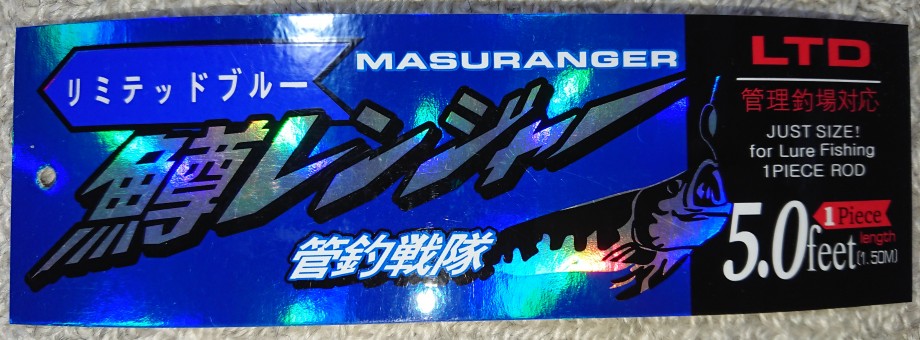 リミテッドブルー
MASURANGER
鱒レンジャー
管釣戦隊
LTD
管理釣場対応
JUST SIZE!
for Lure Fishing
1PIECE ROD
1Piece
5.0feet
length
(1.50M)